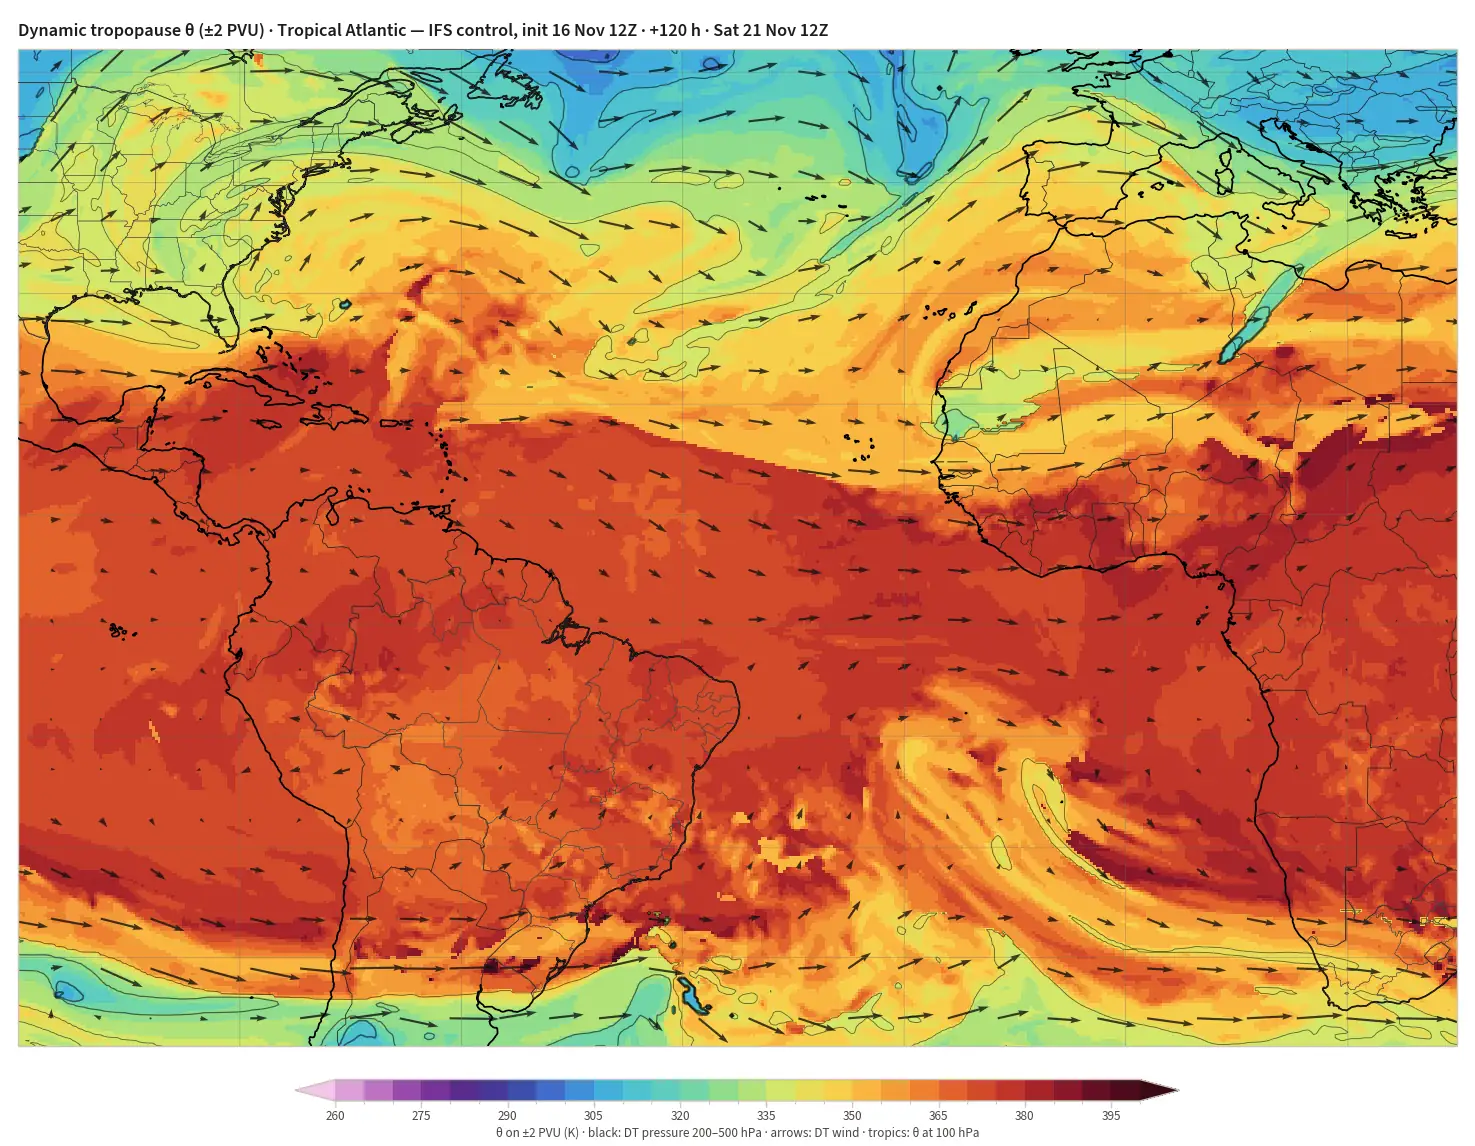 Dynamic tropopause θ (±2 PVU) · Tropical Atlantic — IFS control, init 16 Nov 12Z · +120 h · Sat 21 Nov 12Z
260 275 290 305 320 335 350 365 380 395
θ on ±2 PVU (K) · black: DT pressure 200–500 hPa · arrows: DT wind · tropics: θ at 100 hPa